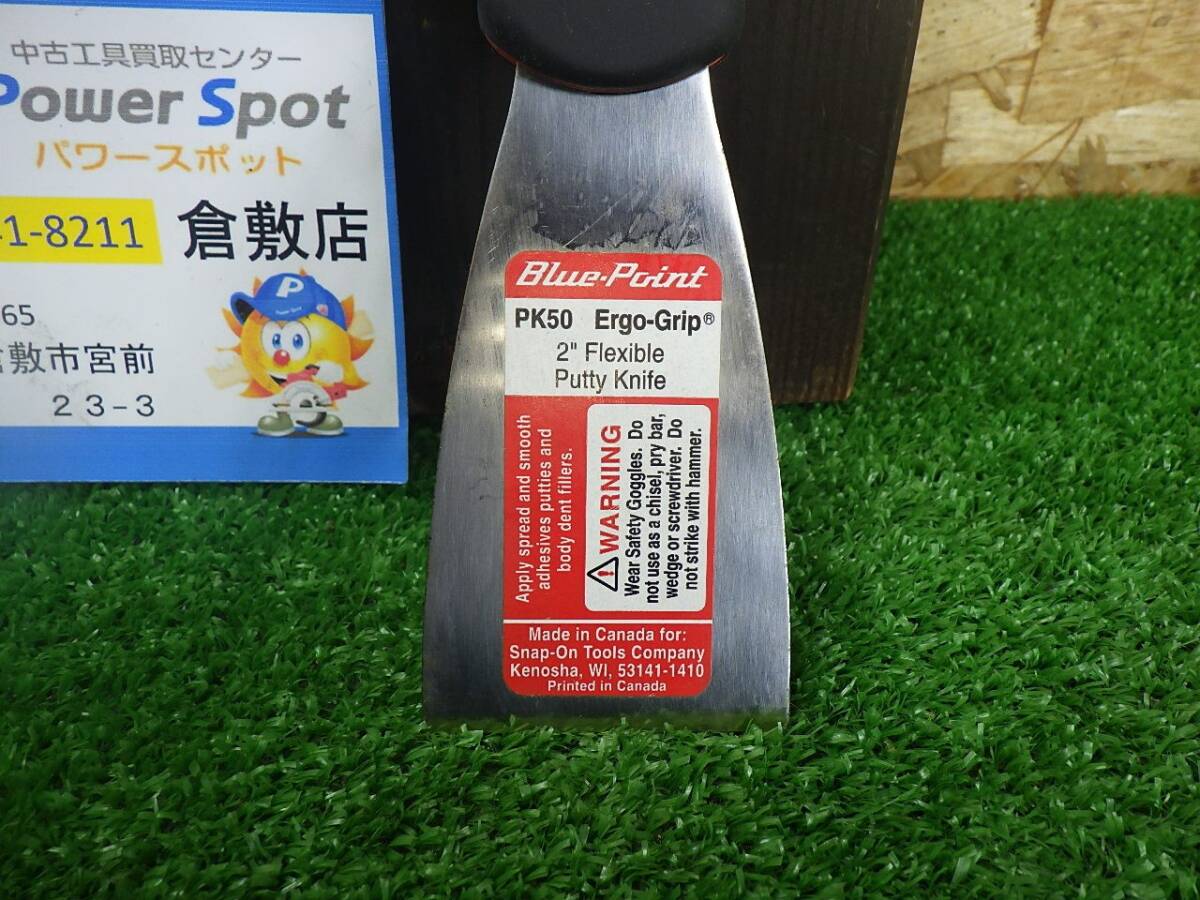 中古工具買取センター
Power Spot
パワースポット
1-8211 倉敷店
65
倉敷市宮前
23-3
P
Blue-Point
PK50 Ergo-Grip®
2" Flexible
Putty Knife
Apply spread and smooth
adhesives putties and
body dent fillers.
WARNING
Wear Safety Goggles. Do
not use as a chisel, pry bar,
wedge or screwdriver. Do
not strike with hammer.
Made in Canada for:
Snap-On Tools Company
Kenosha, WI, 53141-1410
Printed in Canada